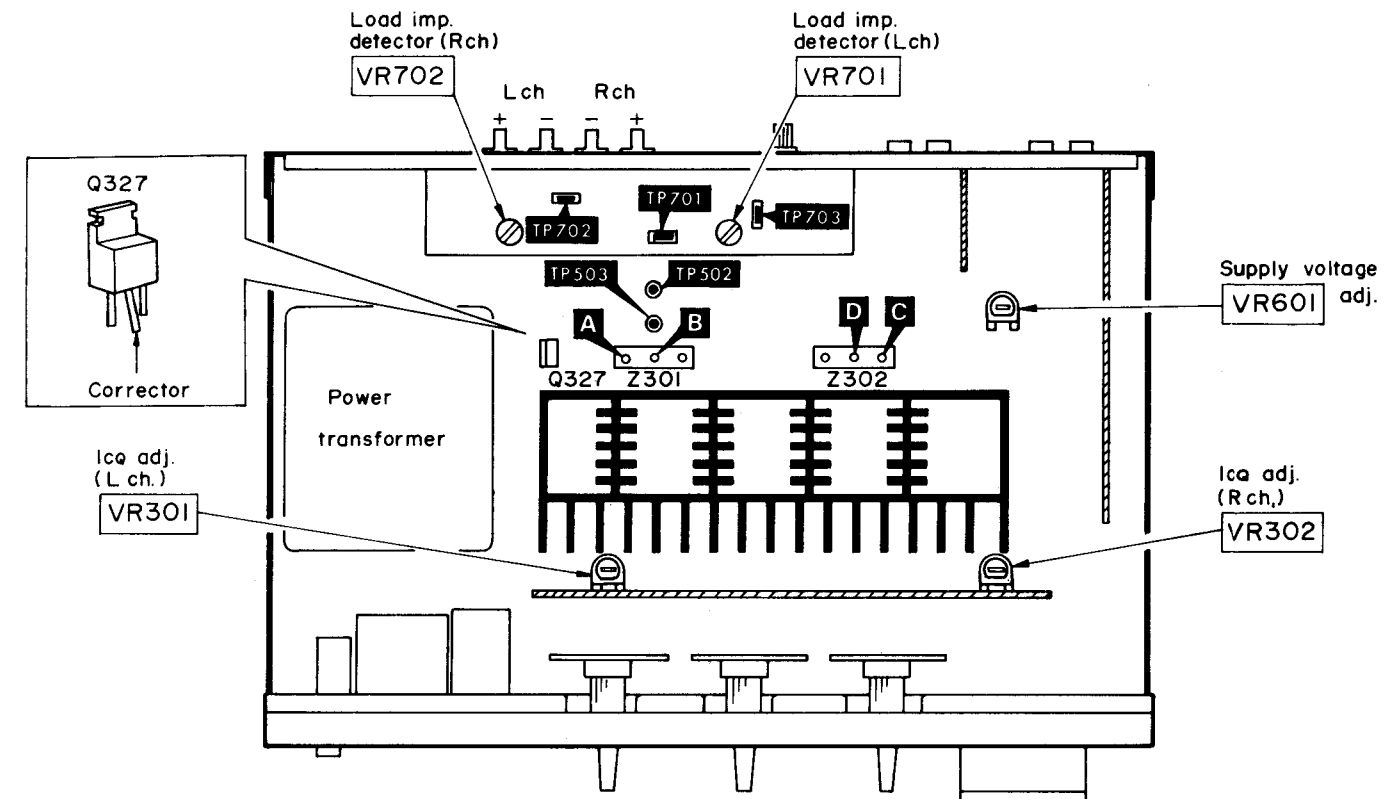 Load imp.
detector (Rch)
VR702
Load imp.
detector (Lch)
VR701
Lch Rch
+ - - +
Q327
Corrector
TP701
TP702
TP703
TP503
TP502
Supply voltage
adj.
VR601
A
B
D
C
Q327
Z301
Z302
Power
transformer
ICQ adj.
(L ch.)
VR301
ICQ adj.
(R ch,)
VR302